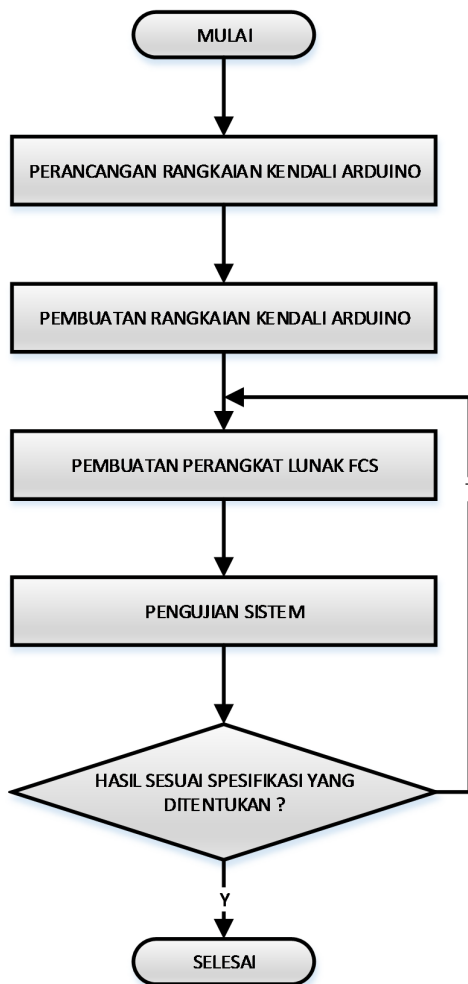 MULAI
PERANCANGAN RANGKAIAN KENDALI ARDUINO
PEMBUATAN RANGKAIAN KENDALI ARDUINO
PEMBUATAN PERANGKAT LUNAK FCS
PENGUJIAN SISTEM
HASIL SESUAI SPESIFIKASI YANG
DITENTUKAN ?
Y
SELESAI